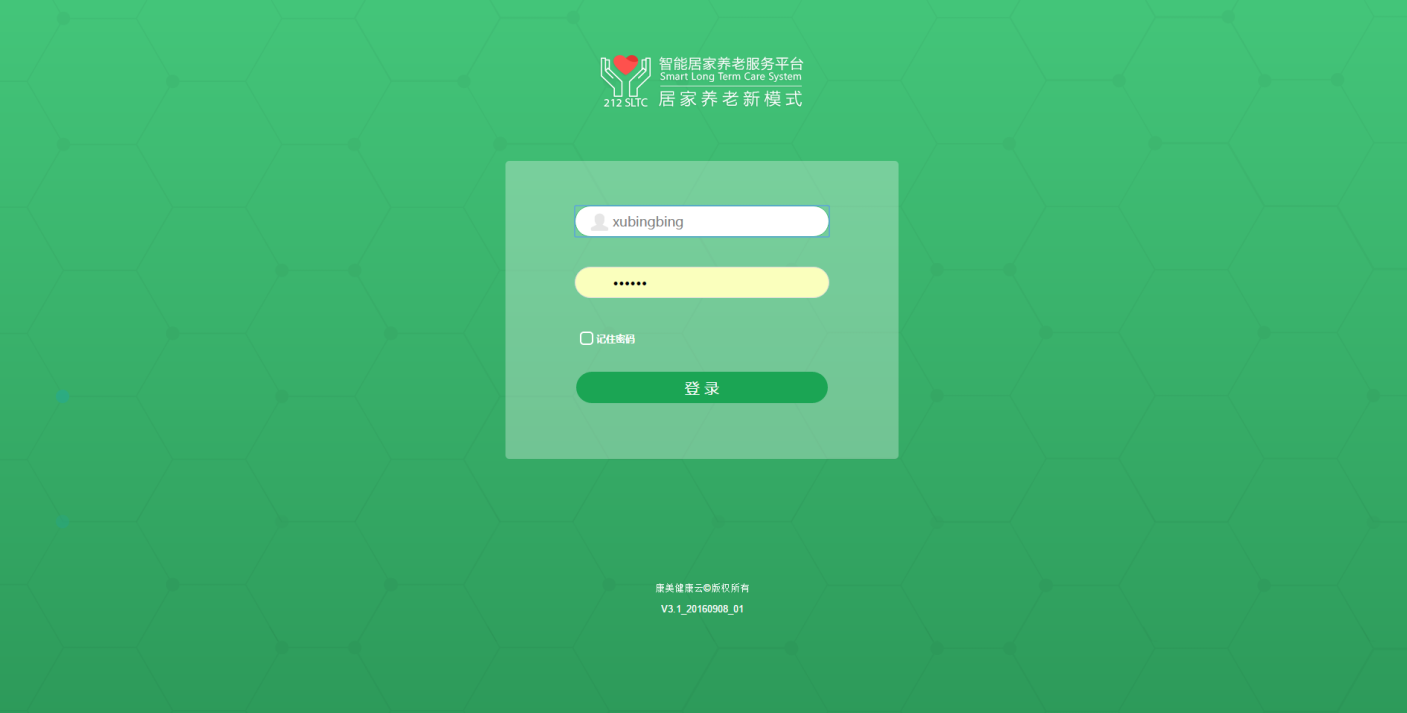 智能居家养老服务平台
Smart Long Term Care System
212 SLTC
居家养老新模式
xubingbing
••••••
记住密码
登录
康美健康云©版权所有
V3.1_20160908_01